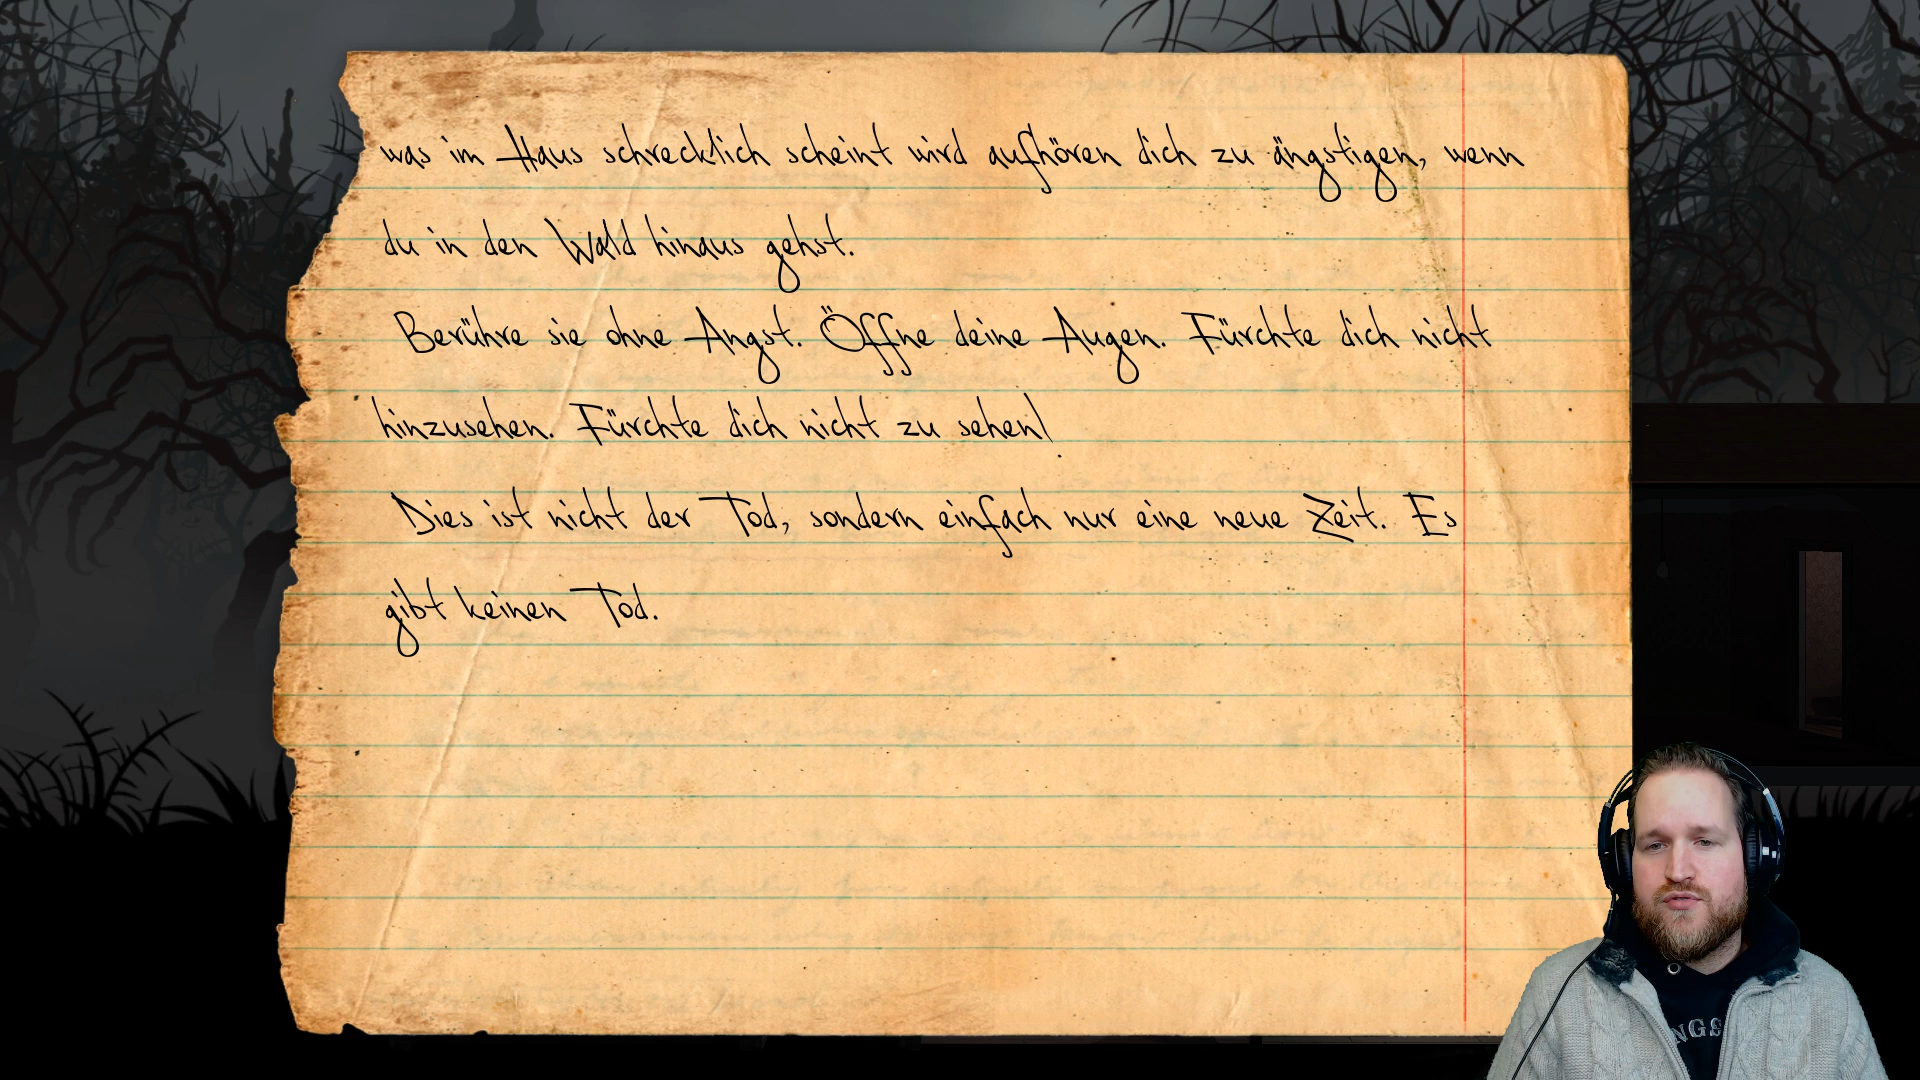 was im Haus schrecklich scheint wird aufhören dich zu ängstigen, wenn
du in den Wald hinaus gehst.
Berühre sie ohne Angst. Öffne deine Augen. Fürchte dich nicht
hinzusehen. Fürchte dich nicht zu sehen!
Dies ist nicht der Tod, sondern einfach nur eine neue Zeit. Es
gibt keinen Tod.